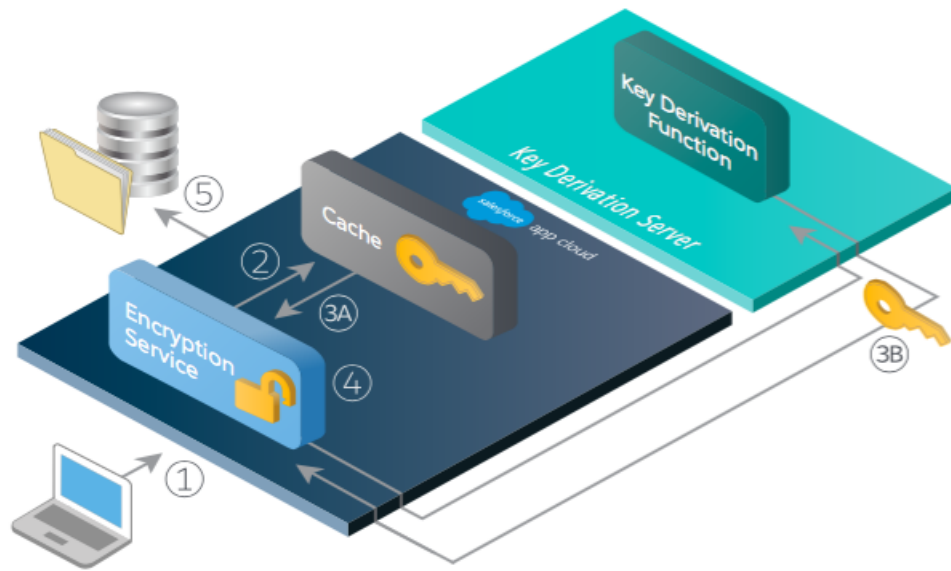 Key Derivation
Function
Key Derivation Server
salesforce
app cloud
Cache
5
2
3A
Encryption
Service
4
3B
1